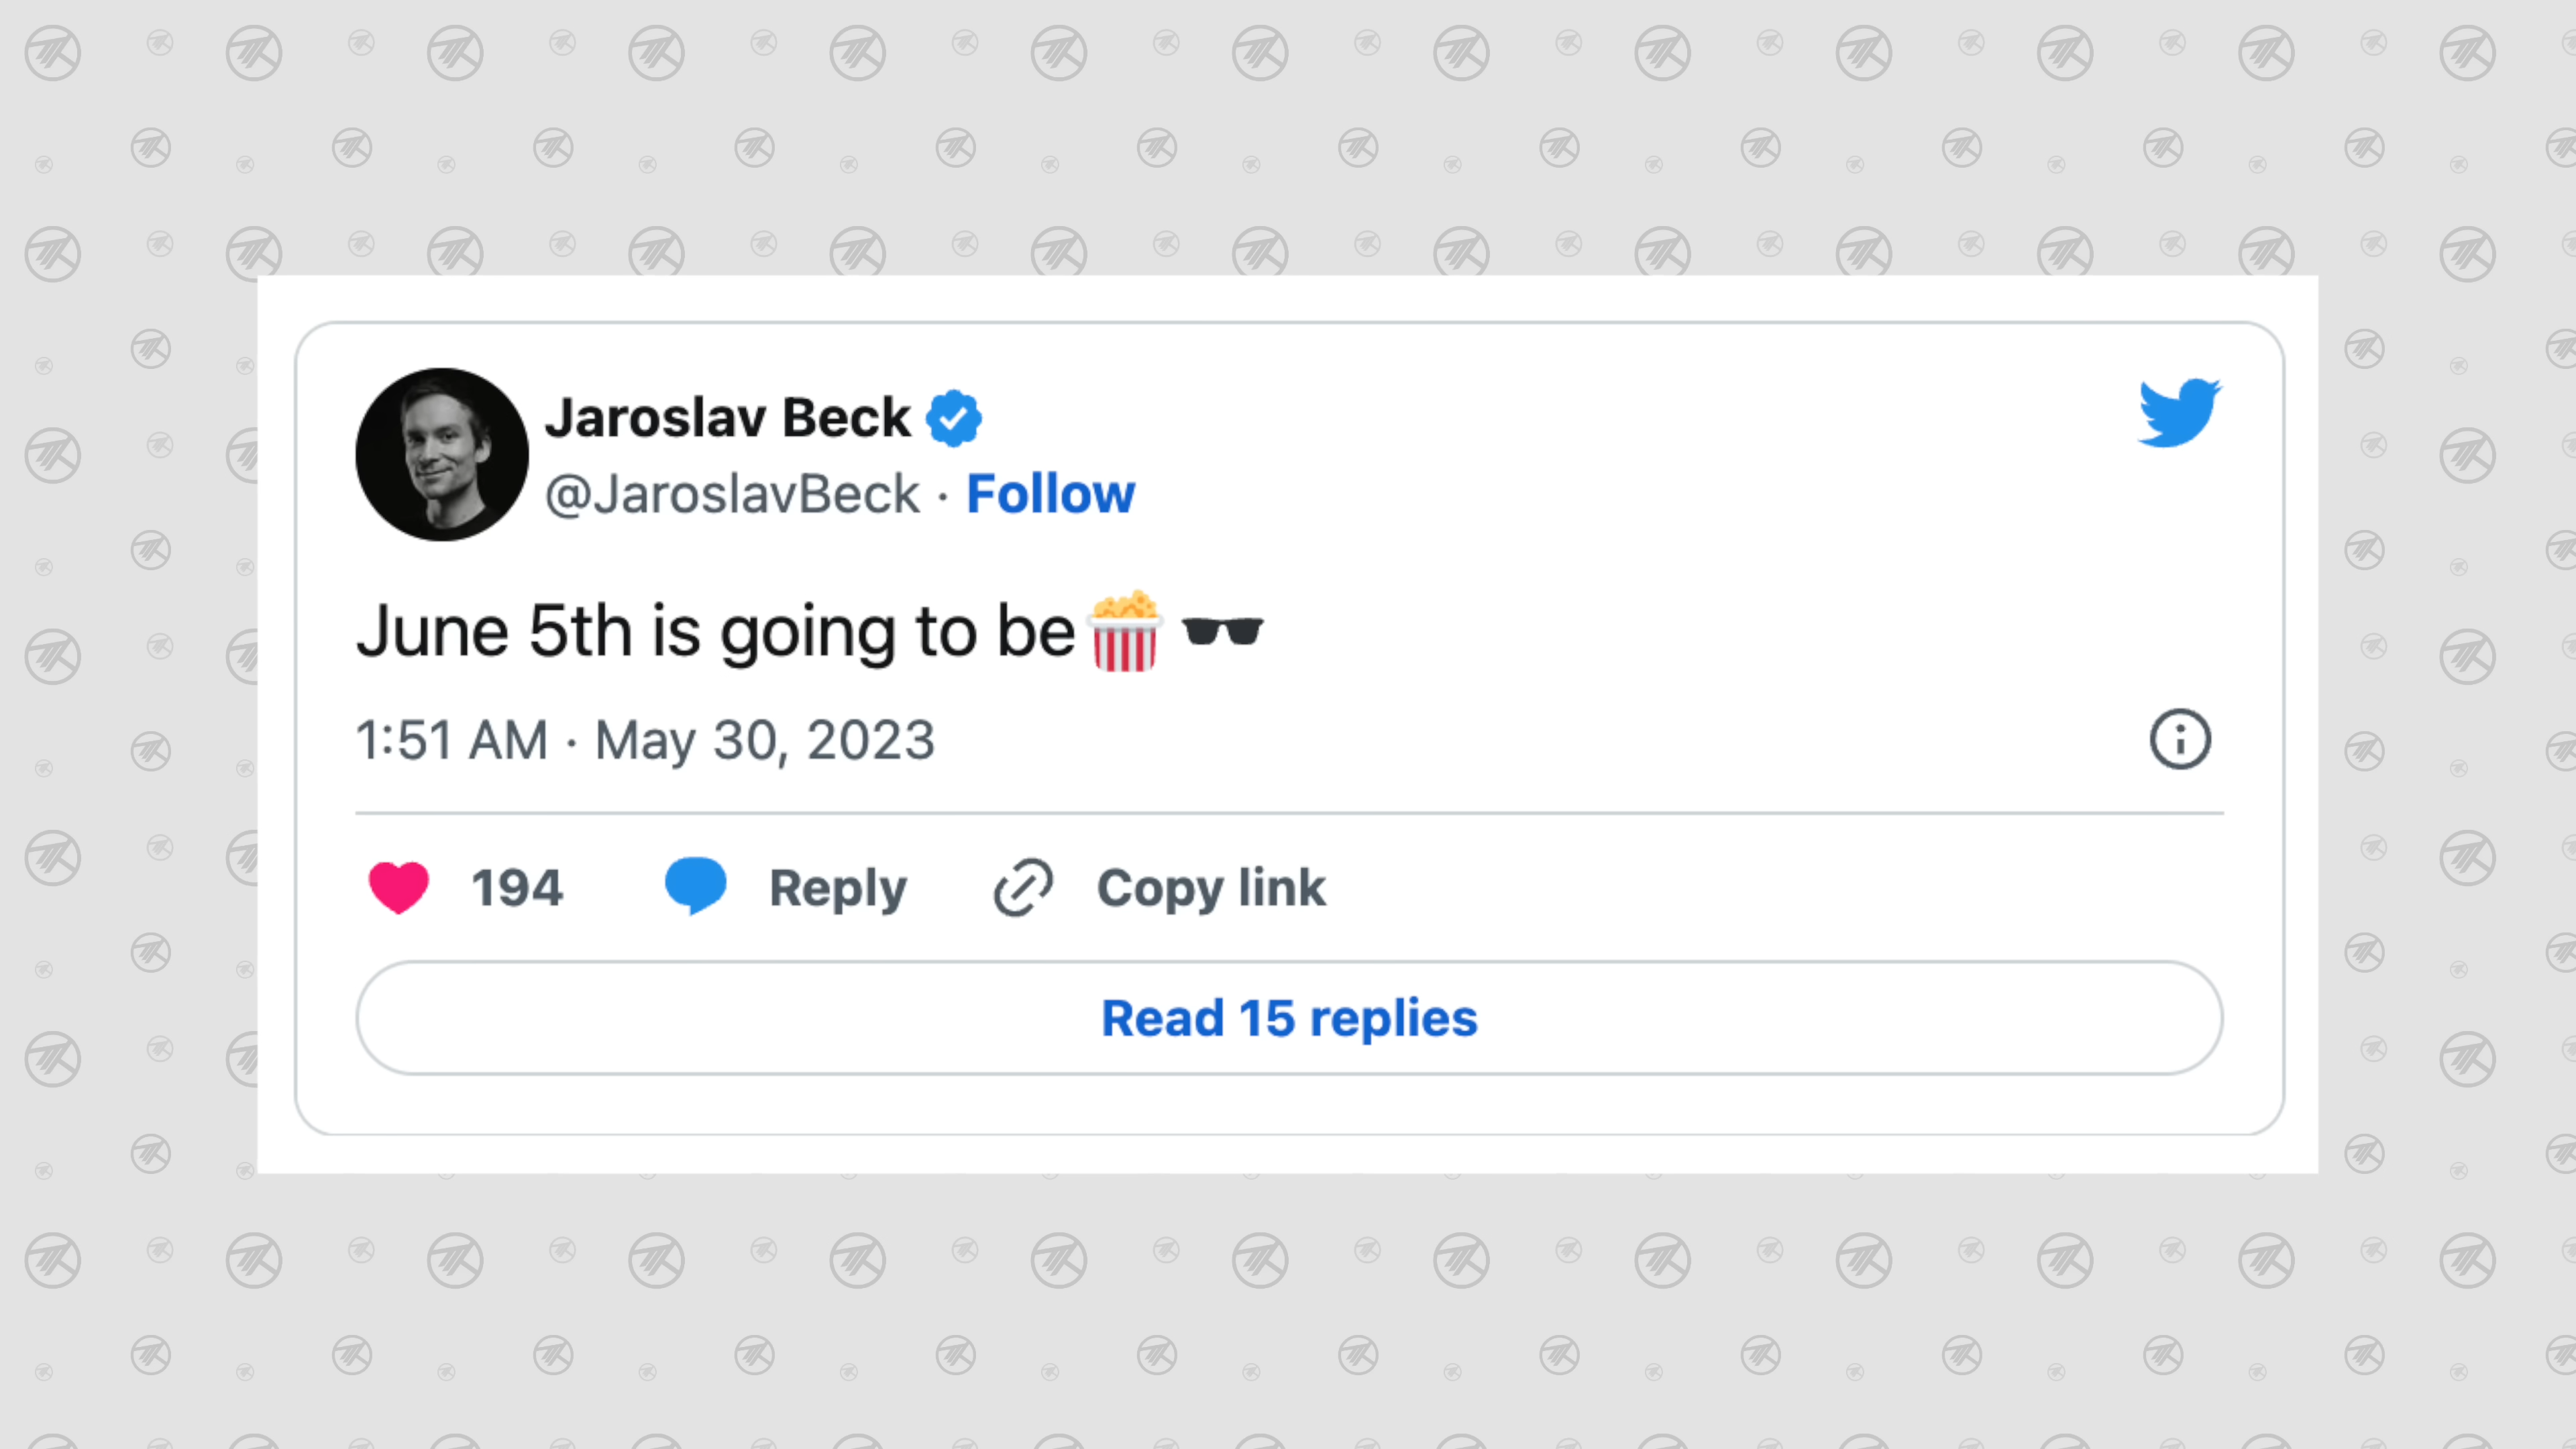 Jaroslav Beck
@JaroslavBeck · Follow
June 5th is going to be🍿 🕶️
1:51 AM · May 30, 2023
194 Reply Copy link
Read 15 replies